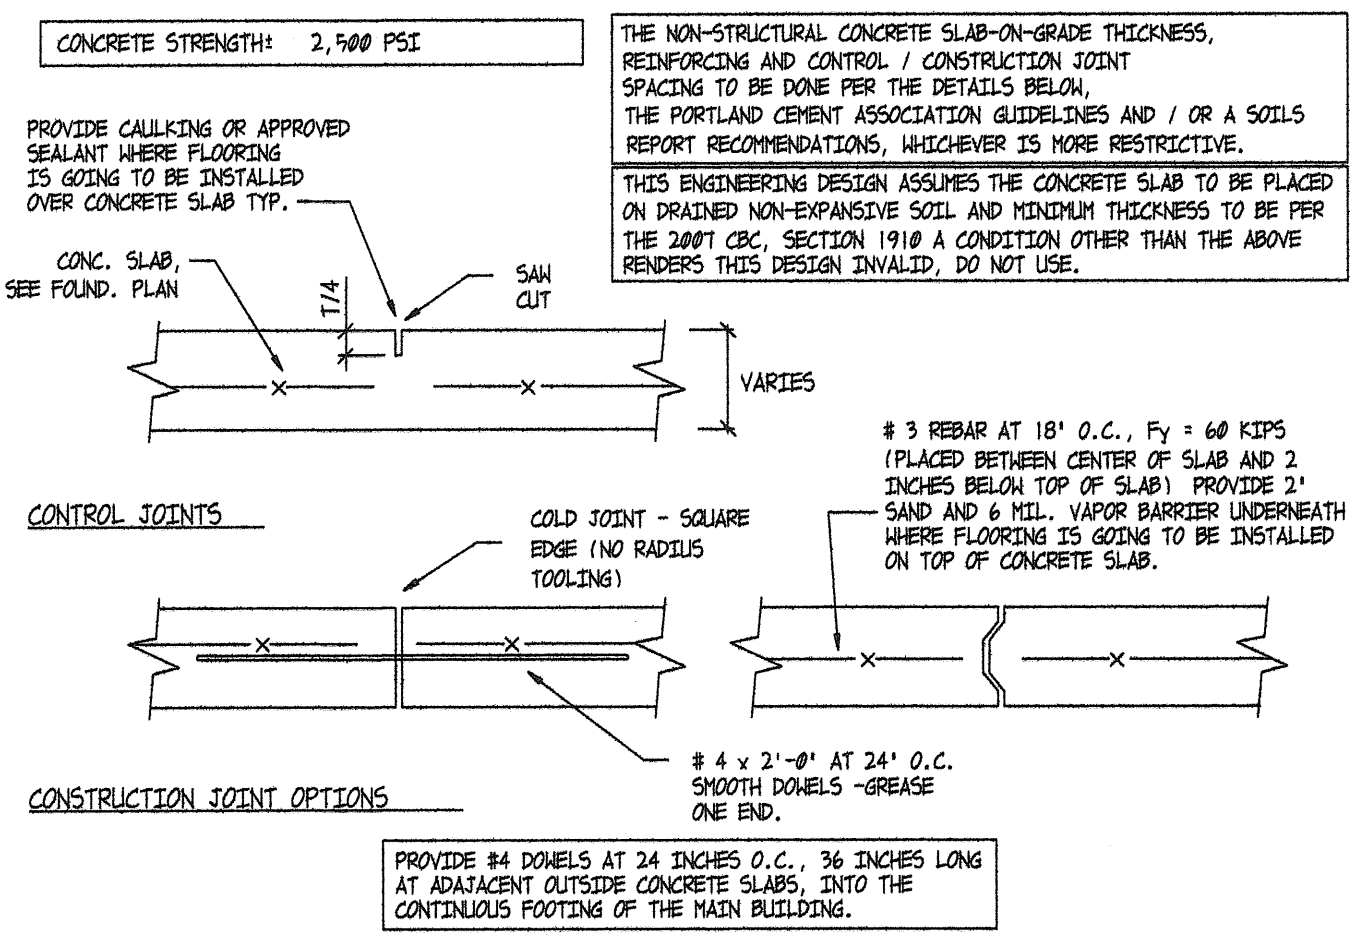 CONCRETE STRENGTH± 2,500 PSI
THE NON-STRUCTURAL CONCRETE SLAB-ON-GRADE THICKNESS,
REINFORCING AND CONTROL / CONSTRUCTION JOINT
SPACING TO BE DONE PER THE DETAILS BELOW,
THE PORTLAND CEMENT ASSOCIATION GUIDELINES AND / OR A SOILS
REPORT RECOMMENDATIONS, WHICHEVER IS MORE RESTRICTIVE.
THIS ENGINEERING DESIGN ASSUMES THE CONCRETE SLAB TO BE PLACED
ON DRAINED NON-EXPANSIVE SOIL AND MINIMUM THICKNESS TO BE PER
THE 2007 CBC, SECTION 1910 A CONDITION OTHER THAN THE ABOVE
RENDERS THIS DESIGN INVALID, DO NOT USE.
PROVIDE CAULKING OR APPROVED
SEALANT WHERE FLOORING
IS GOING TO BE INSTALLED
OVER CONCRETE SLAB TYP.
CONC. SLAB,
SEE FOUND. PLAN
T/4
SAW
CUT
VARIES
CONTROL JOINTS
# 3 REBAR AT 18' O.C., Fy = 60 KIPS
(PLACED BETWEEN CENTER OF SLAB AND 2
INCHES BELOW TOP OF SLAB) PROVIDE 2'
SAND AND 6 MIL. VAPOR BARRIER UNDERNEATH
WHERE FLOORING IS GOING TO BE INSTALLED
ON TOP OF CONCRETE SLAB.
COLD JOINT - SQUARE
EDGE (NO RADIUS
TOOLING)
# 4 x 2'-0' AT 24' O.C.
SMOOTH DOWELS -GREASE
ONE END.
CONSTRUCTION JOINT OPTIONS
PROVIDE #4 DOWELS AT 24 INCHES O.C., 36 INCHES LONG
AT ADAJACENT OUTSIDE CONCRETE SLABS, INTO THE
CONTINUOUS FOOTING OF THE MAIN BUILDING.